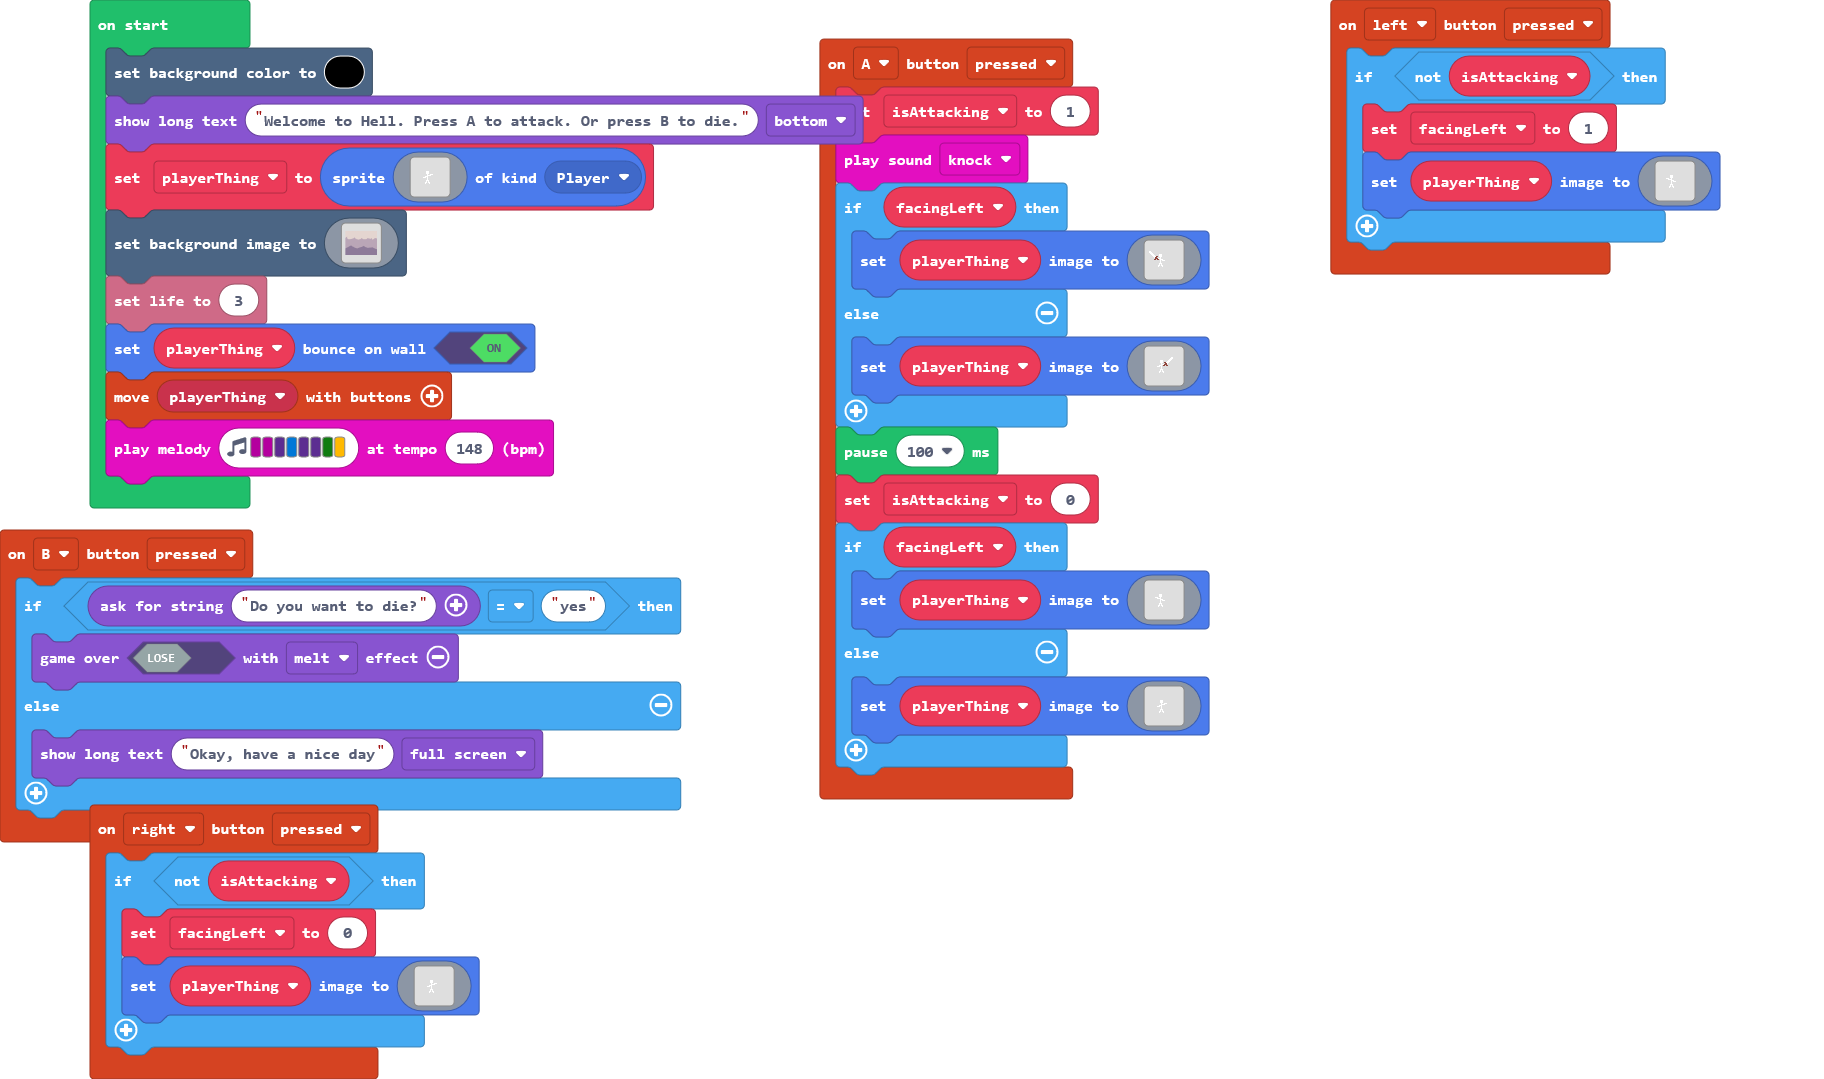 on start
set background color to
show long text "Welcome to Hell. Press A to attack. Or press B to die." bottom
set playerThing to sprite of kind Player
set background image to
set life to 3
set playerThing bounce on wall ON
move playerThing with buttons
play melody at tempo 148 (bpm)
on B button pressed
if ask for string "Do you want to die?" = "yes" then
game over LOSE with melt effect
else
show long text "Okay, have a nice day" full screen
on right button pressed
if not isAttacking then
set facingLeft to 0
set playerThing image to
on A button pressed
t isAttacking to 1
play sound knock
if facingLeft then
set playerThing image to
else
set playerThing image to
pause 100 ms
set isAttacking to 0
if facingLeft then
set playerThing image to
else
set playerThing image to
on left button pressed
if not isAttacking then
set facingLeft to 1
set playerThing image to